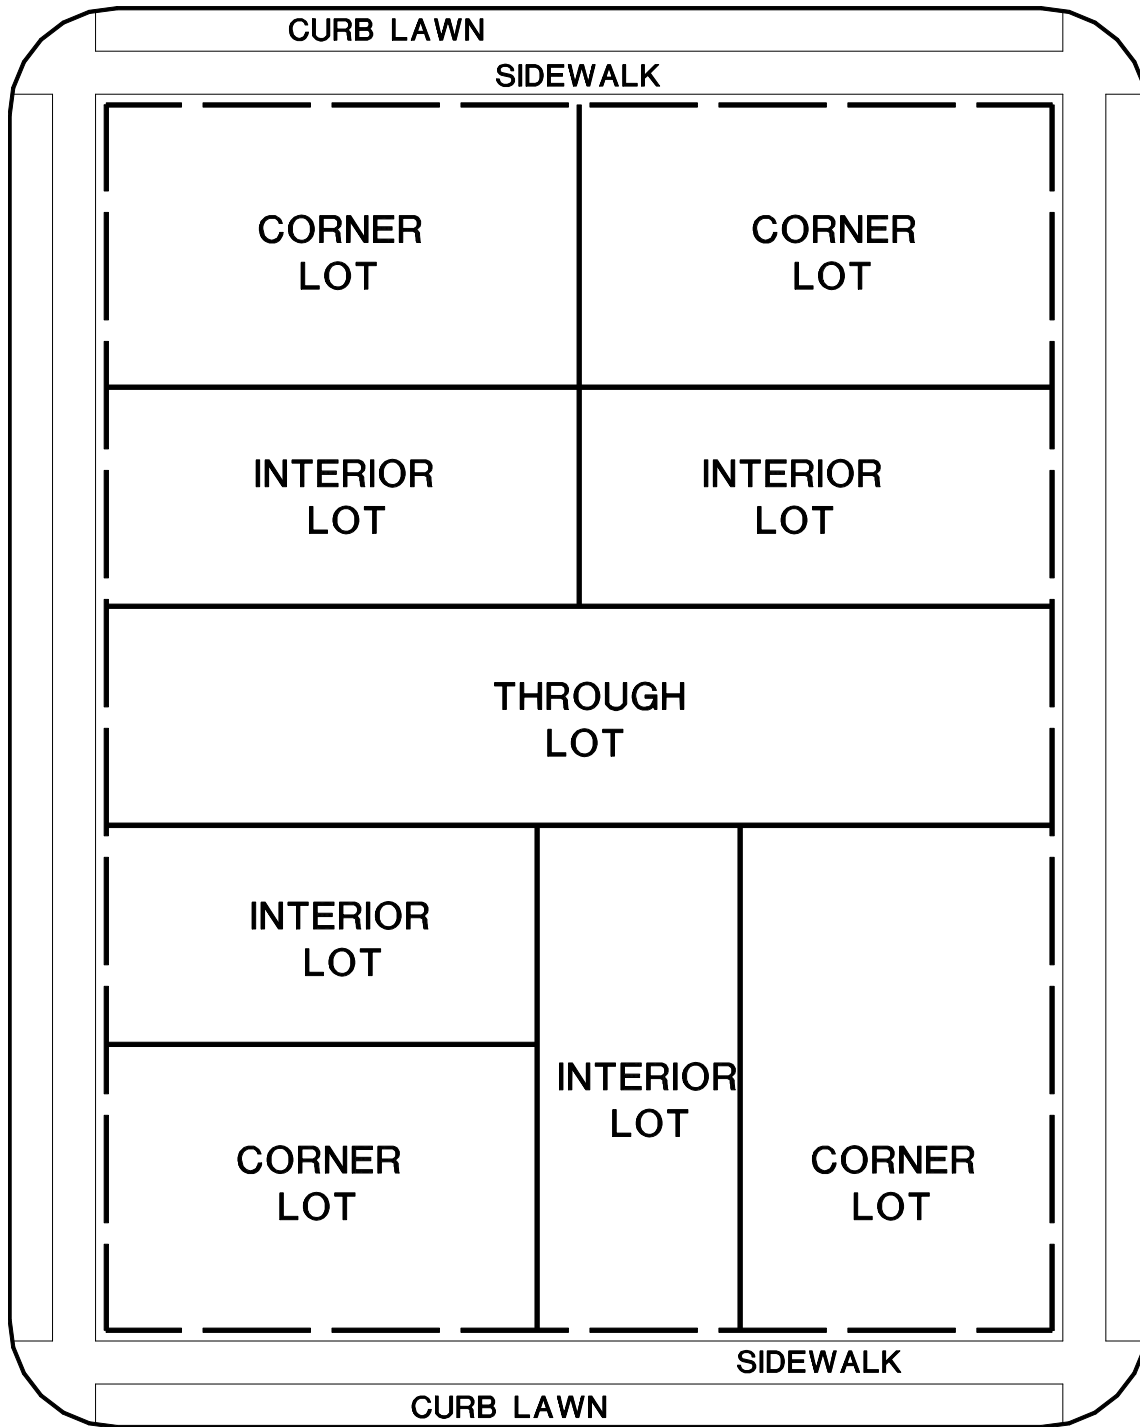 CURB LAWN
SIDEWALK
CORNER
LOT
CORNER
LOT
INTERIOR
LOT
INTERIOR
LOT
THROUGH
LOT
INTERIOR
LOT
INTERIOR
LOT
CORNER
LOT
CORNER
LOT
SIDEWALK
CURB LAWN